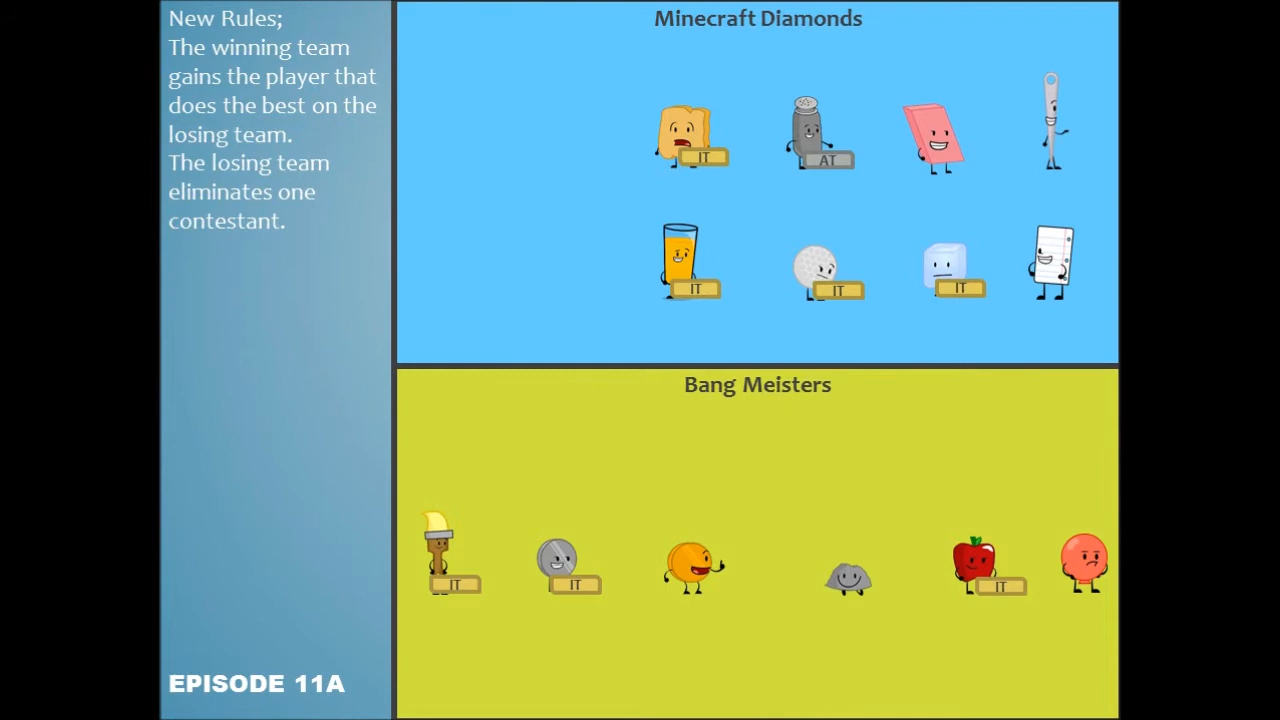 New Rules;
The winning team
gains the player that
does the best on the
losing team.
The losing team
eliminates one
contestant.
EPISODE 11A
Minecraft Diamonds
IT
AT
IT
IT
IT
Bang Meisters
IT
IT
IT